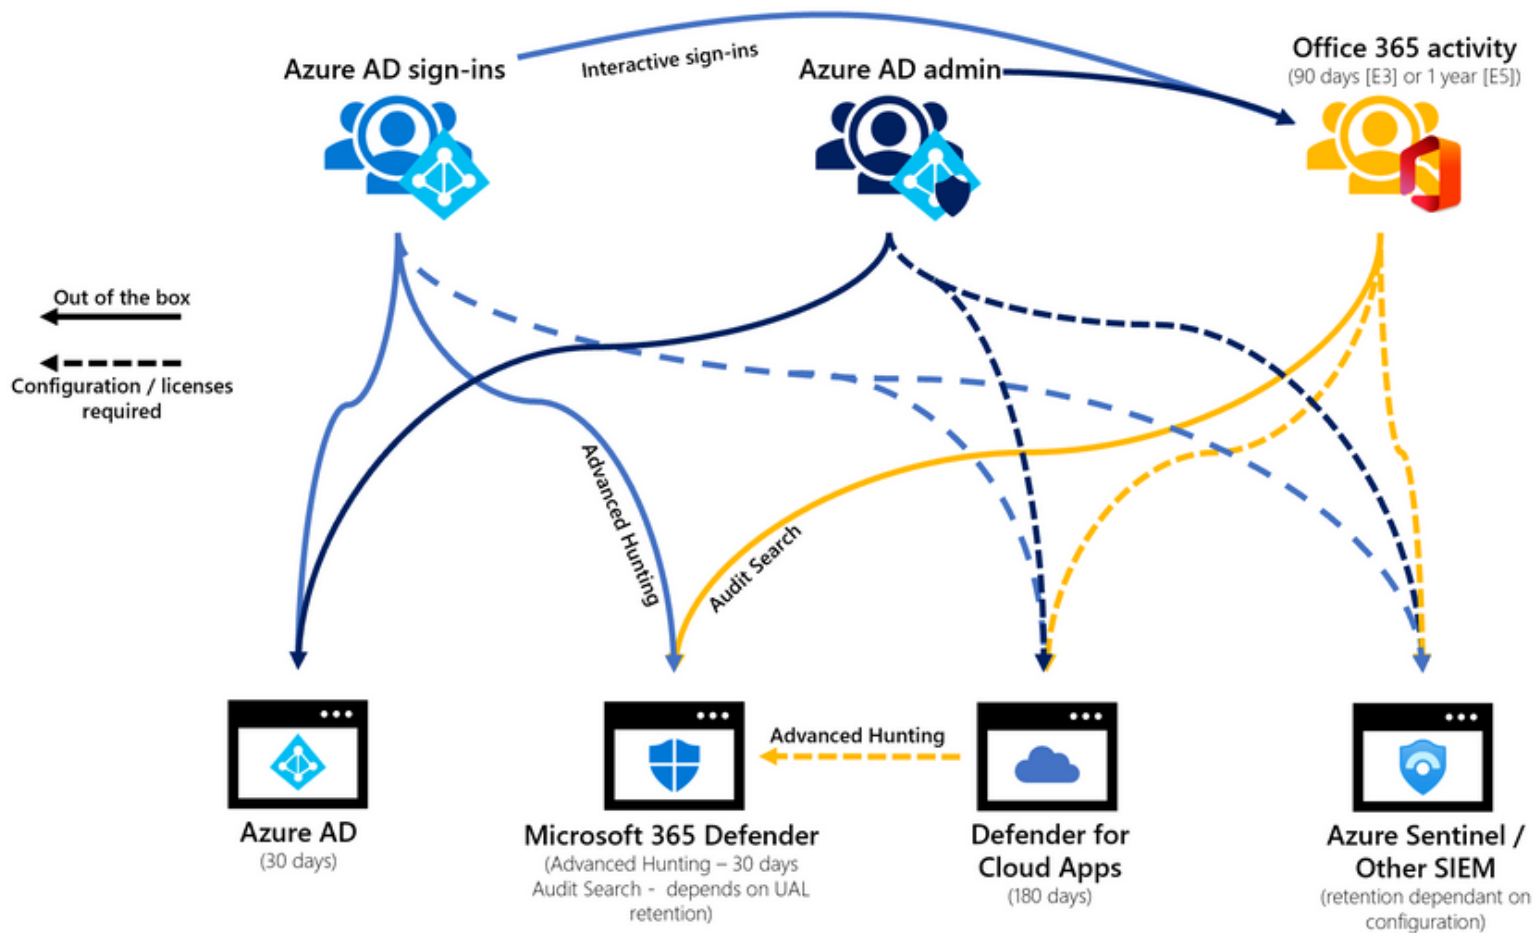 Azure AD sign-ins
Interactive sign-ins
Azure AD admin
Office 365 activity
(90 days [E3] or 1 year [E5])
Out of the box
Configuration / licenses
required
Advanced Hunting
Audit Search
Advanced Hunting
Azure AD
(30 days)
Microsoft 365 Defender
(Advanced Hunting – 30 days
Audit Search - depends on UAL
retention)
Defender for
Cloud Apps
(180 days)
Azure Sentinel /
Other SIEM
(retention dependant on
configuration)